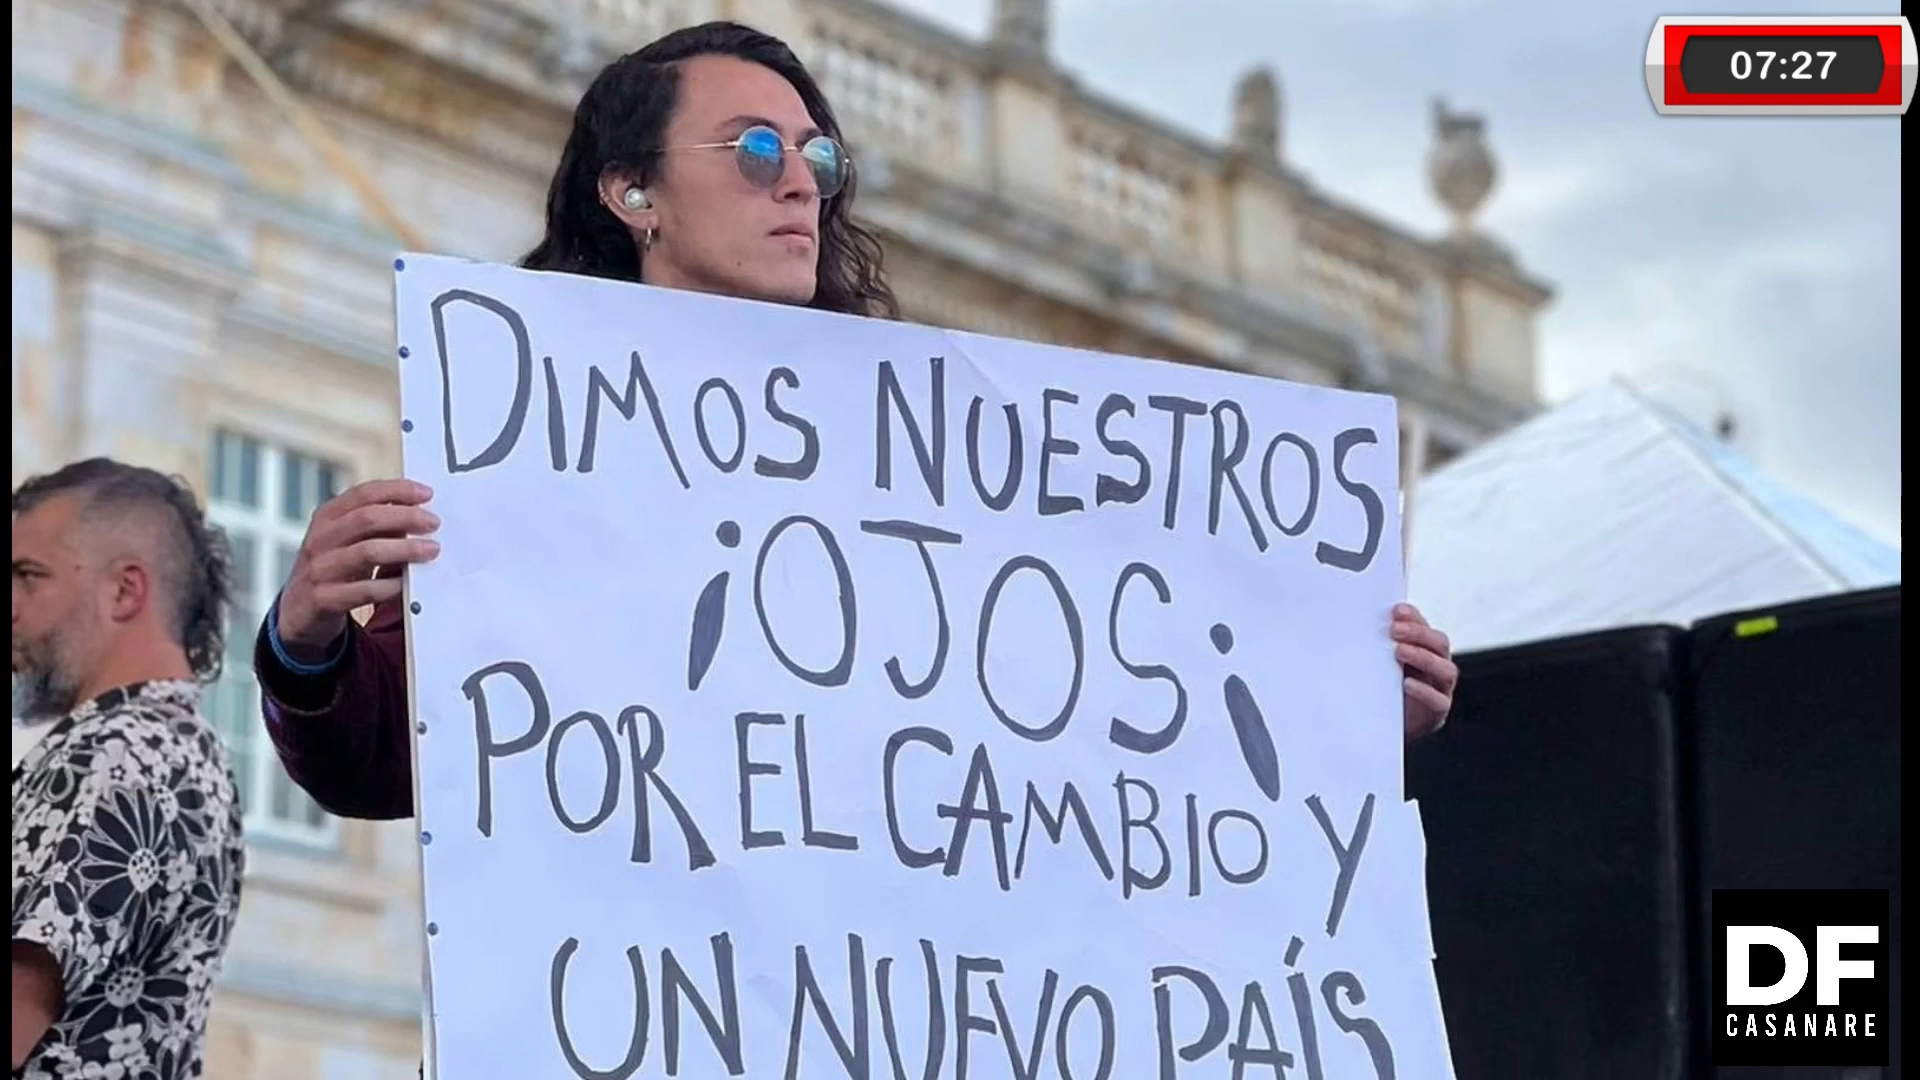 07:27
DIMOS NUESTROS
¡OJOS¡
POR EL CAMBIO Y
UN NUEVO PAÍS
DF
CASANARE